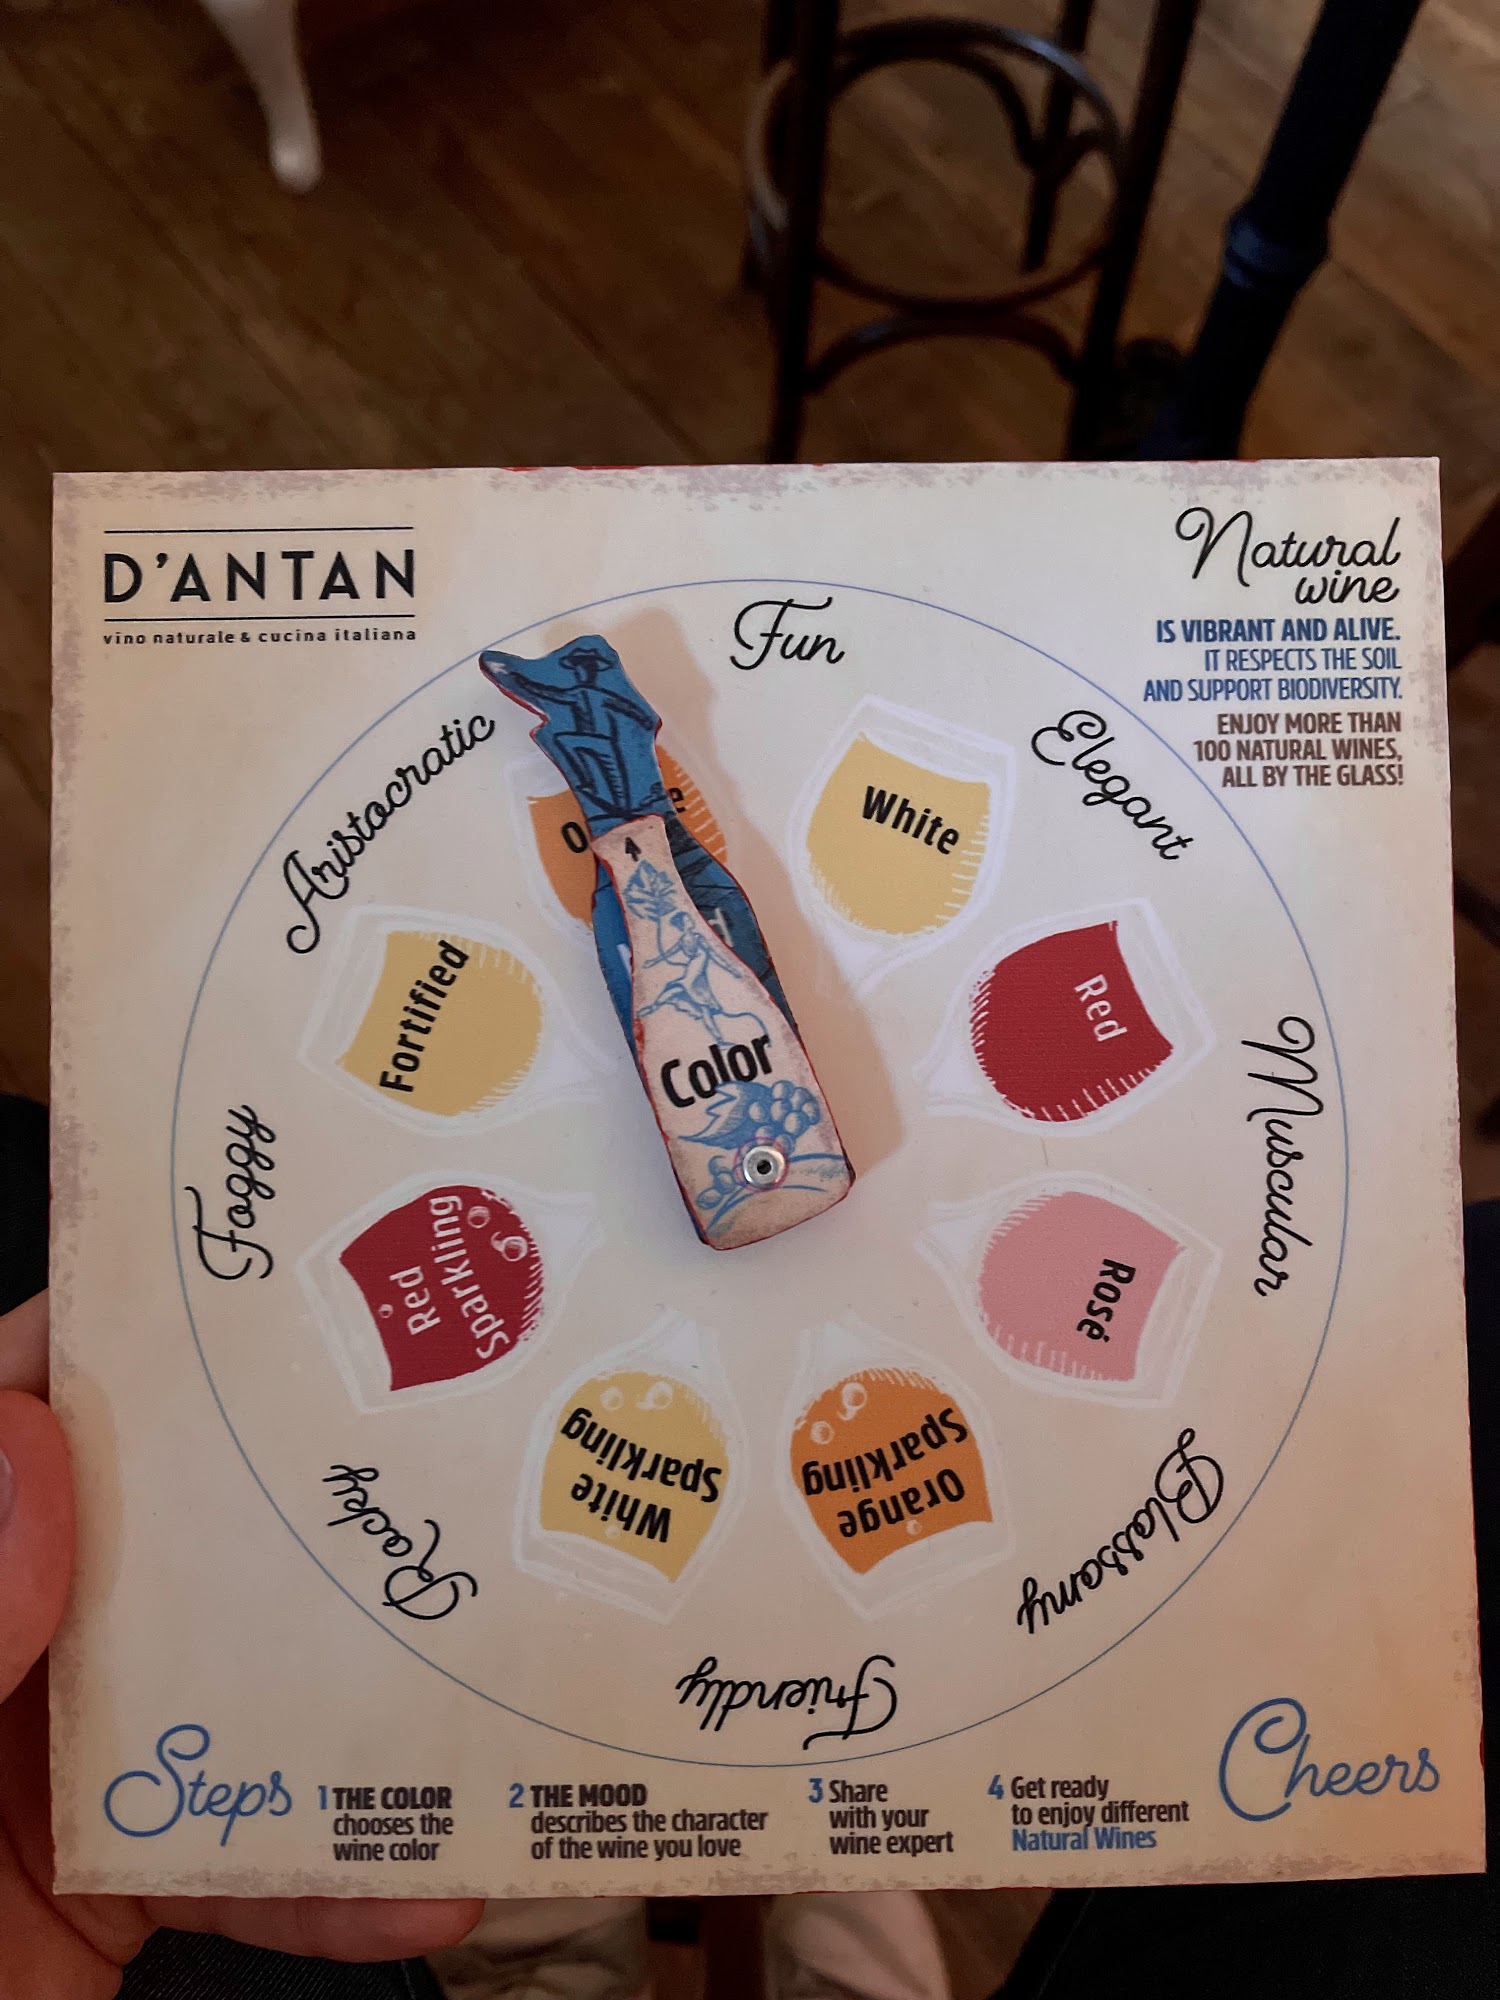 D'ANTAN
vino naturale & cucina italiana
Natural
wine
IS VIBRANT AND ALIVE.
IT RESPECTS THE SOIL
AND SUPPORT BIODIVERSITY.
ENJOY MORE THAN
100 NATURAL WINES,
ALL BY THE GLASS!
Fun
Elegant
Muscular
Blossomy
Friendly
Rocky
Foggy
Aristocratic
White
Red
Rosé
Orange
Sparkling
White
Sparkling
Red
Sparkling
Fortified
Color
Steps
1 THE COLOR
chooses the
wine color
2 THE MOOD
describes the character
of the wine you love
3 Share
with your
wine expert
4 Get ready
to enjoy different
Natural Wines
Cheers